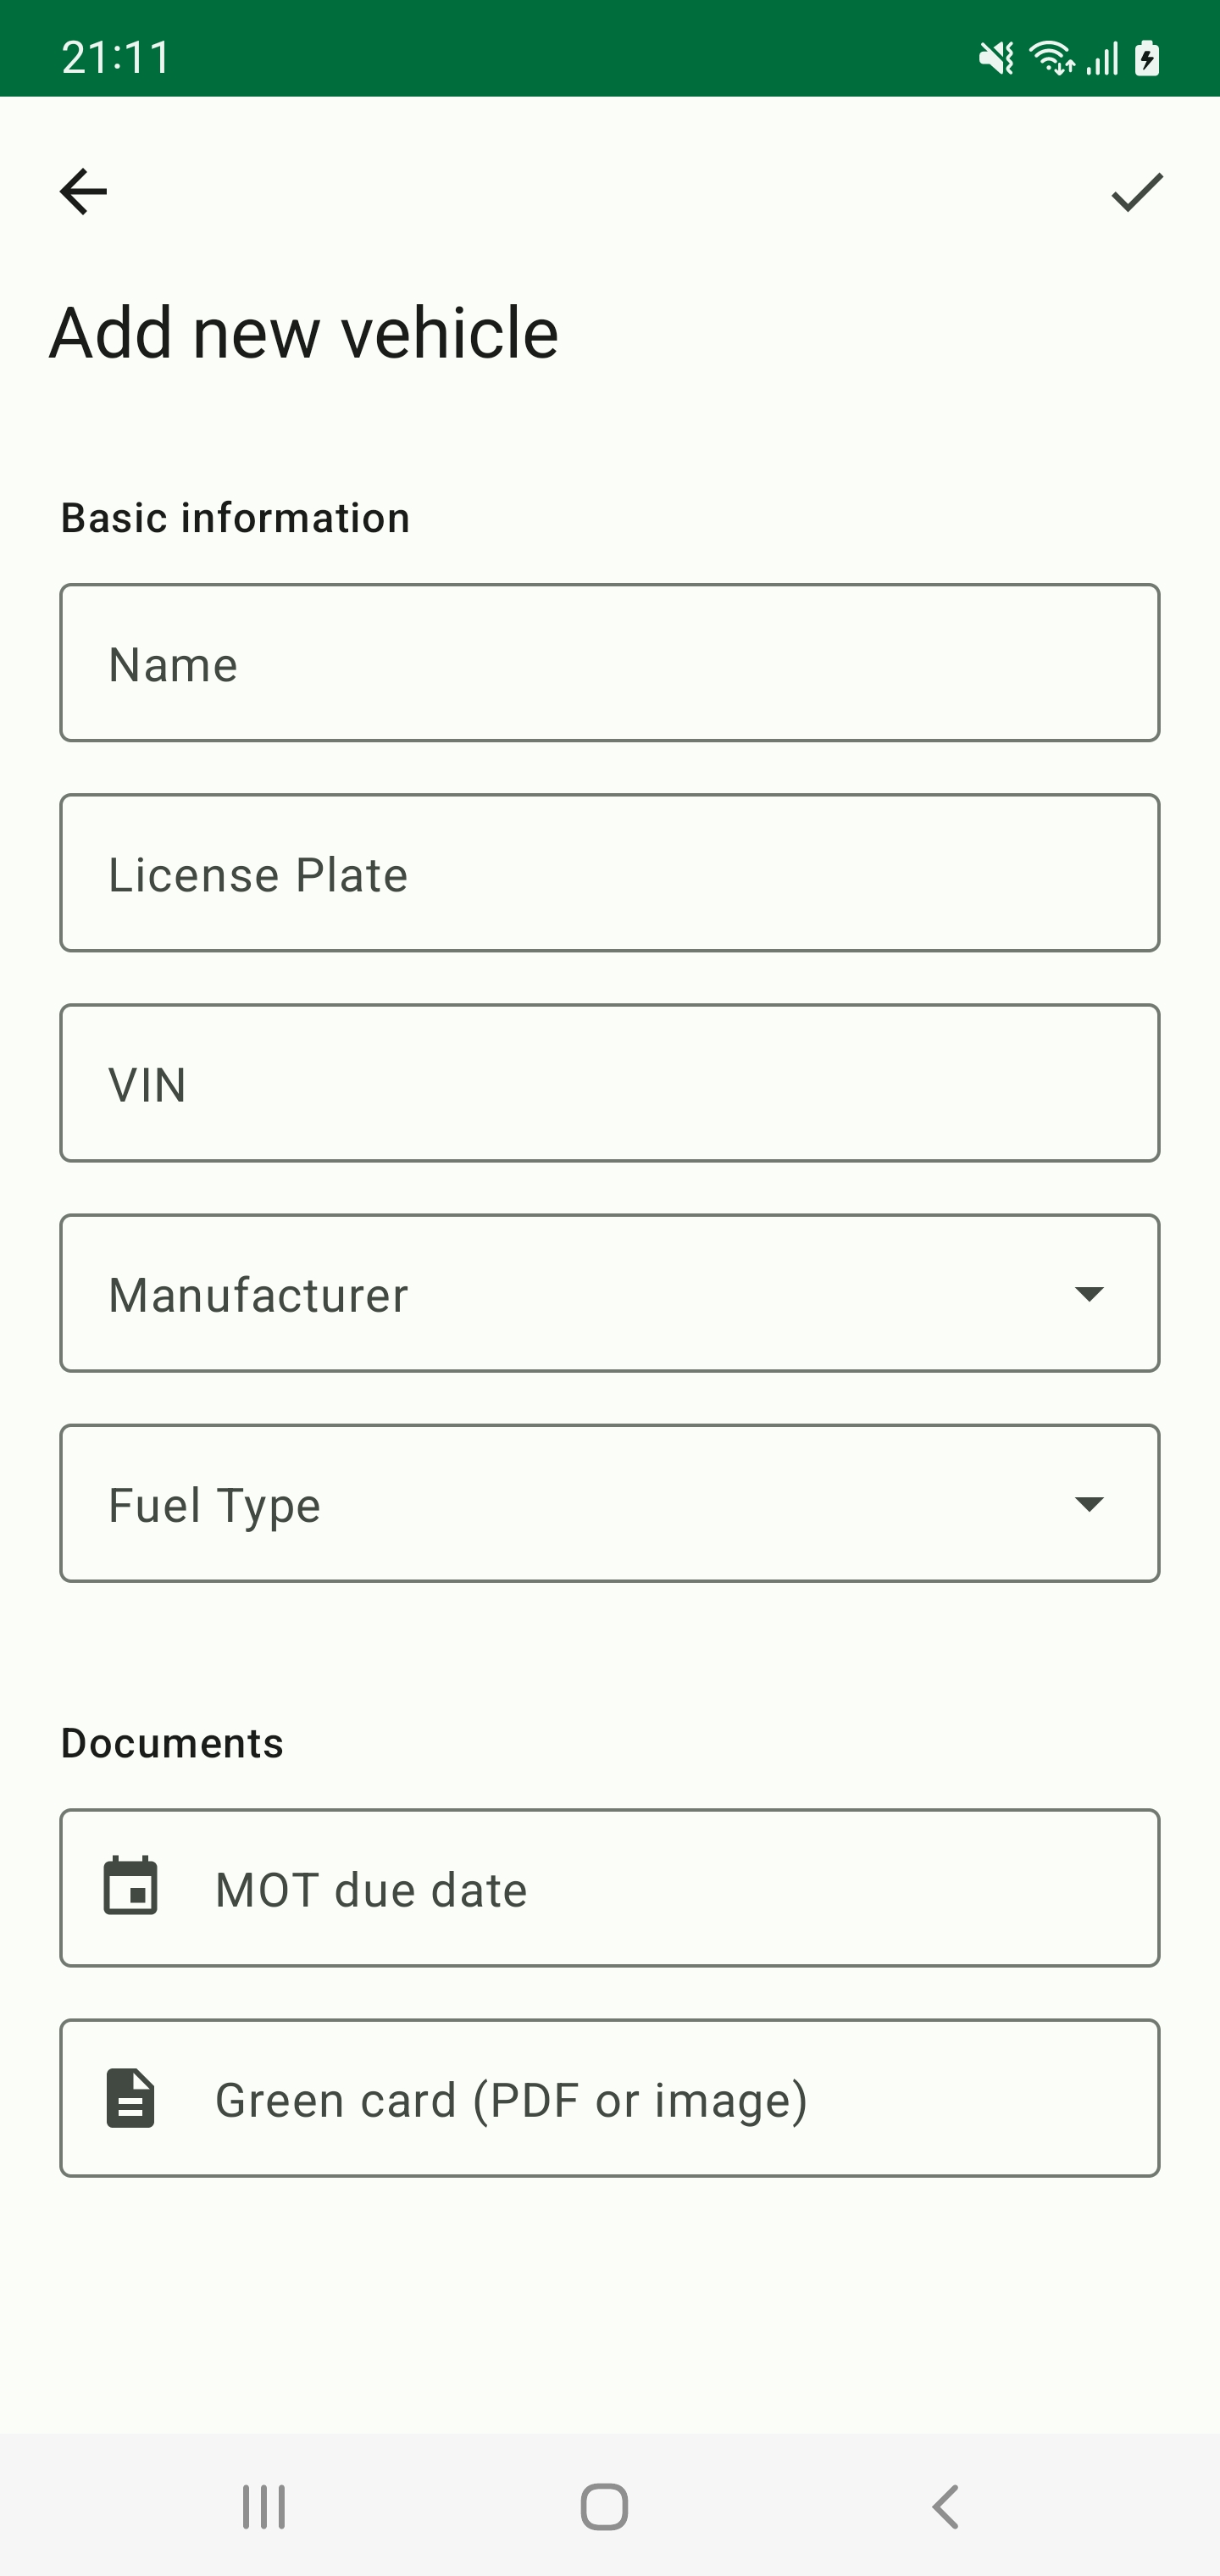 21:11
Add new vehicle
Basic information
Name
License Plate
VIN
Manufacturer
Fuel Type
Documents
MOT due date
Green card (PDF or image)